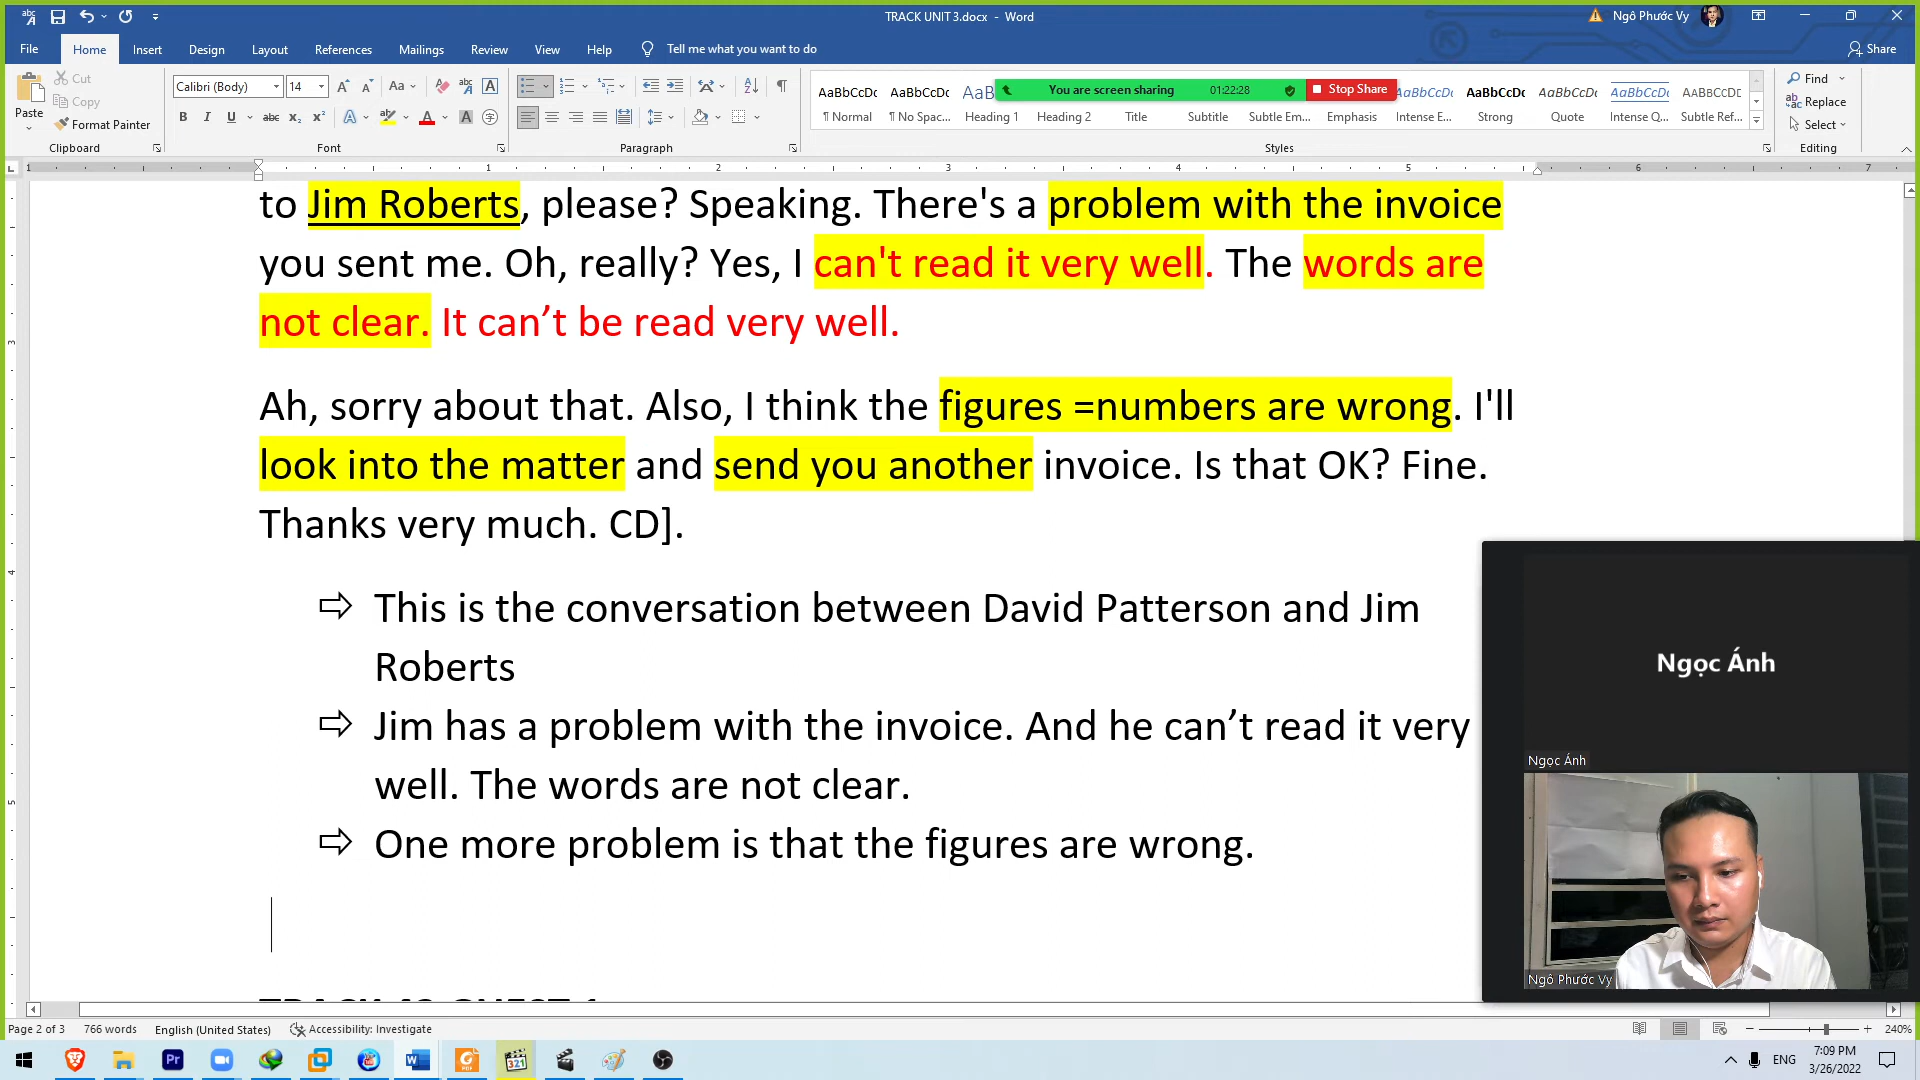 TRACK UNIT 3.docx - Word
Ngô Phước Vy
File Home Insert Design Layout References Mailings Review View Help Tell me what you want to do Share
Paste Cut Copy Format Painter
Clipboard
Calibri (Body) 14
Font
Paragraph
AaBbCcDc AaBbCcDc
¶ Normal ¶ No Spac... Heading 1 Heading 2 Title Subtitle Subtle Em... Emphasis Intense E... Strong Quote Intense Q... Subtle Ref...
Styles
Find Replace Select
Editing
You are screen sharing 01:22:28 Stop Share
to Jim Roberts, please? Speaking. There's a problem with the invoice
you sent me. Oh, really? Yes, I can't read it very well. The words are
not clear. It can’t be read very well.
Ah, sorry about that. Also, I think the figures =numbers are wrong. I'll
look into the matter and send you another invoice. Is that OK? Fine.
Thanks very much. CD].
This is the conversation between David Patterson and Jim
Roberts
Jim has a problem with the invoice. And he can’t read it very
well. The words are not clear.
One more problem is that the figures are wrong.
Ngọc Ánh
Ngọc Ánh
Ngô Phước Vy
Page 2 of 3 766 words English (United States) Accessibility: Investigate 240%
ENG 7:09 PM
3/26/2022